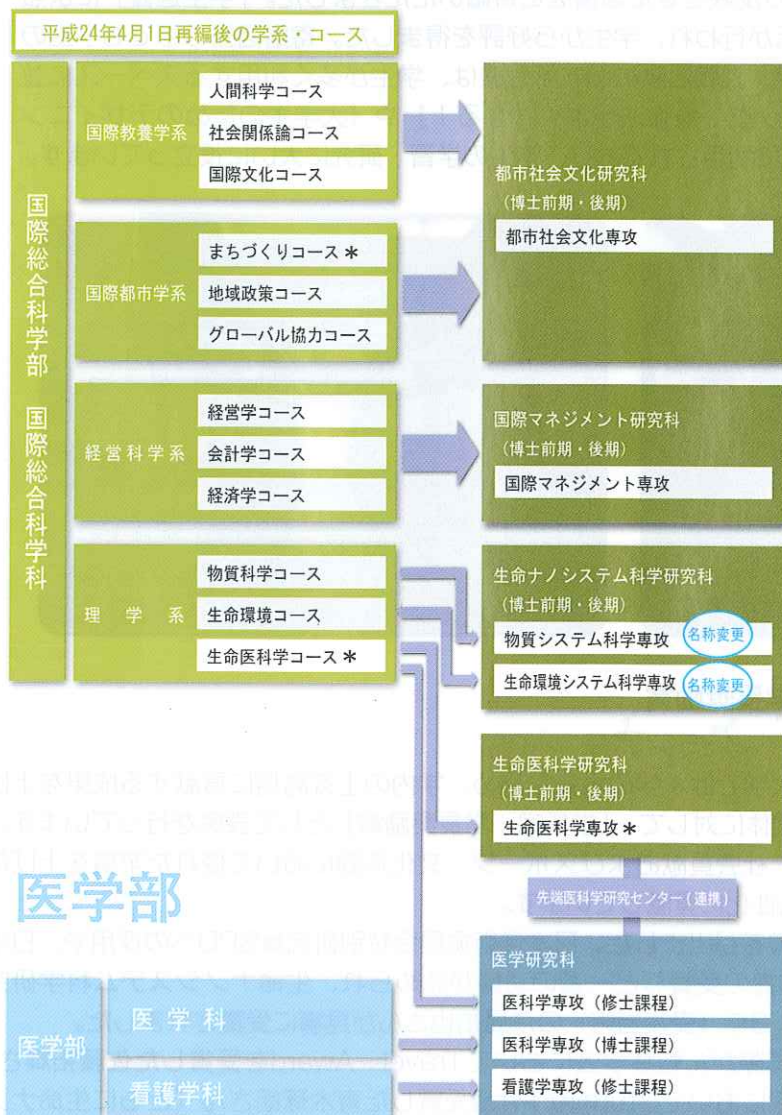 平成24年4月1日再編後の学系・コース
国際総合科学部 国際総合科学科
国際教養学系
人間科学コース
社会関係論コース
国際文化コース
国際都市学系
まちづくりコース＊
地域政策コース
グローバル協力コース
経営科学系
経営学コース
会計学コース
経済学コース
理学系
物質科学コース
生命環境コース
生命医科学コース＊
都市社会文化研究科
（博士前期・後期）
都市社会文化専攻
国際マネジメント研究科
（博士前期・後期）
国際マネジメント専攻
生命ナノシステム科学研究科
（博士前期・後期）
物質システム科学専攻 名称変更
生命環境システム科学専攻 名称変更
生命医科学研究科
（博士前期・後期）
生命医科学専攻＊
先端医科学研究センター(連携)
医学部
医学部
医学科
看護学科
医学研究科
医科学専攻（修士課程）
医科学専攻（博士課程）
看護学専攻（修士課程）